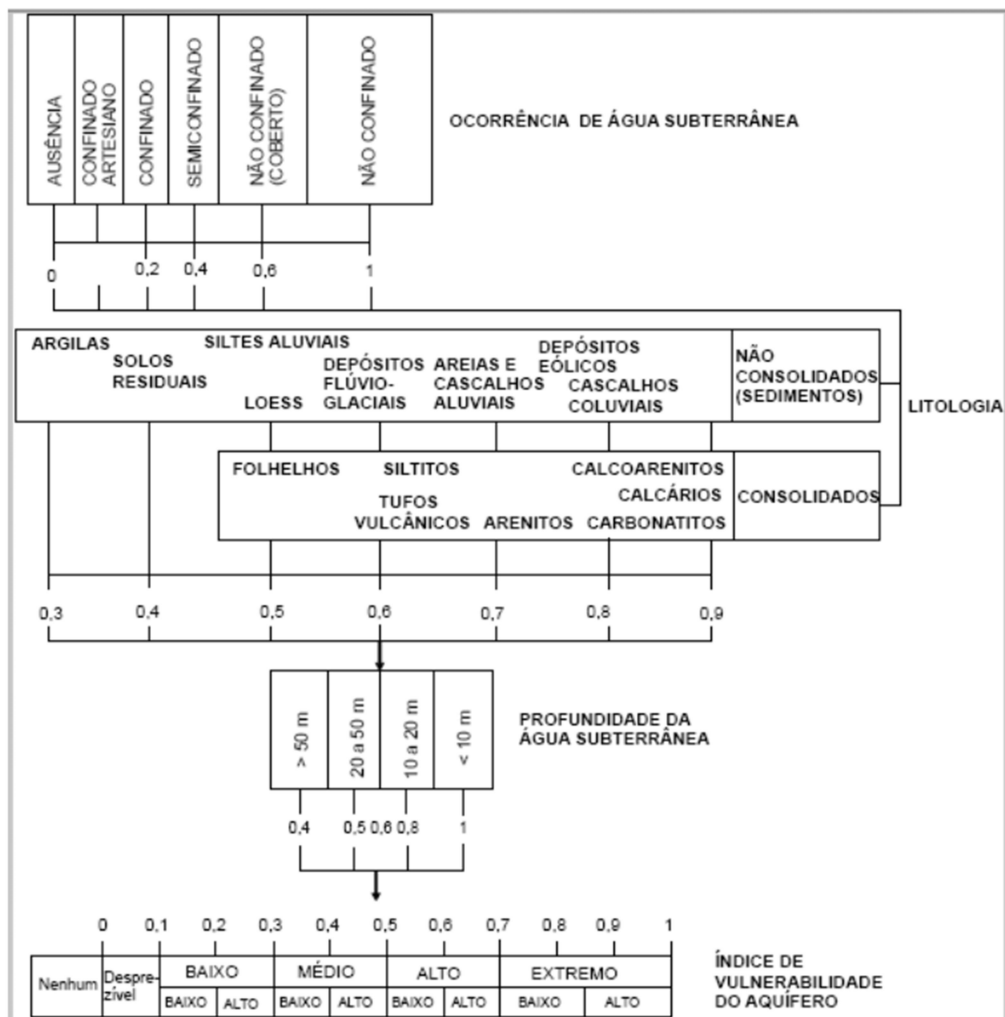 AUSÊNCIA
CONFINADO
ARTESIANO
CONFINADO
SEMICONFINADO
NÃO CONFINADO
(COBERTO)
NÃO CONFINADO
OCORRÊNCIA DE ÁGUA SUBTERRÂNEA
0 0,2 0,4 0,6 1
ARGILAS
SOLOS
RESIDUAIS
SILTES ALUVIAIS
LOESS
DEPÓSITOS
FLÚVIO-
GLACIAIS
AREIAS E
CASCALHOS
ALUVIAIS
DEPÓSITOS
EÓLICOS
CASCALHOS
COLUVIAIS
NÃO
CONSOLIDADOS
(SEDIMENTOS)
LITOLOGIA
FOLHELHOS
SILTITOS
TUFOS
VULCÂNICOS
ARENITOS
CALCOARENITOS
CALCÁRIOS
CARBONATITOS
CONSOLIDADOS
0,3 0,4 0,5 0,6 0,7 0,8 0,9
> 50 m
20 a 50 m
10 a 20 m
< 10 m
PROFUNDIDADE DA
ÁGUA SUBTERRÂNEA
0,4 0,5 0,6 0,8 1
0 0,1 0,2 0,3 0,4 0,5 0,6 0,7 0,8 0,9 1
Nenhum
Despre-
zível
BAIXO MÉDIO ALTO EXTREMO
BAIXO ALTO BAIXO ALTO BAIXO ALTO BAIXO ALTO
ÍNDICE DE
VULNERABILIDADE
DO AQUÍFERO